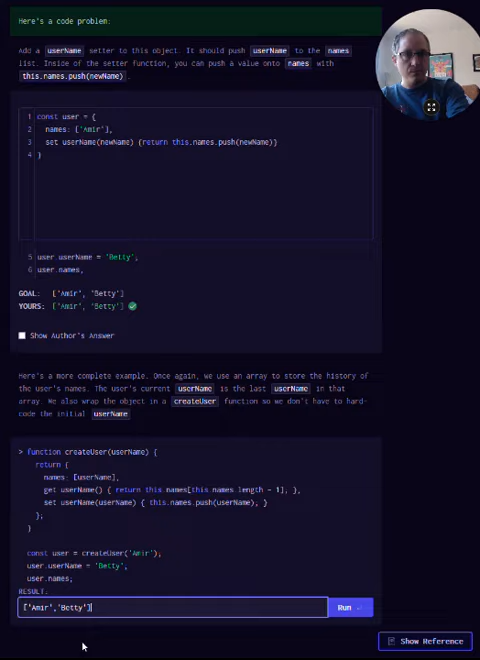 Here's a code problem:
Add a userName setter to this object. It should push userName to the names
list. Inside of the setter function, you can push a value onto names with
this.names.push(newName).
1 const user = {
2 names: ['Amir'],
3 set userName(newName) {return this.names.push(newName)}
4 }
5 user.userName = 'Betty';
6 user.names,
GOAL: ['Amir', 'Betty']
YOURS: ['Amir', 'Betty']
Show Author's Answer
Here's a more complete example. Once again, we use an array to store the history
of the user's names. The user's current userName is the last userName in that
array. We also wrap the object in a createUser function so we don't have to hard-
code the initial userName
> function createUser(userName) {
return {
names: [userName],
get userName() { return this.names[this.names.length - 1]; },
set userName(userName) { this.names.push(userName); }
};
}
const user = createUser('Amir');
user.userName = 'Betty';
user.names;
RESULT:
['Amir','Betty']
Run
Show Reference